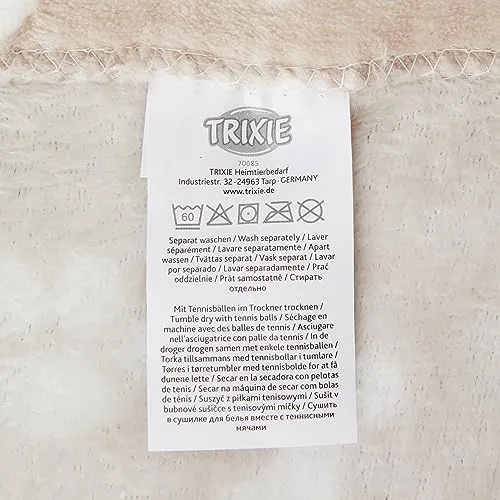 TRIXIE
70085
TRIXIE Heimtierbedarf
Industriestr. 32 · 24963 Tarp · GERMANY
www.trixie.de
60
Separat waschen / Wash separately / Laver
séparément / Lavare separatamente / Apart
wassen / Tvättas separat / Vask separat / Lavar
por separado / Lavar separadamente / Prać
oddzielnie / Prát samostatně / Стирать
отдельно
Mit Tennisbällen im Trockner trocknen /
Tumble dry with tennis balls / Séchage en
machine avec des balles de tennis / Asciugare
nell'asciugatrice con palle da tennis / In de
droger drogen samen met enkele tennisballen /
Torka tillsammans med tennisbollar i tumlare /
Tørres i tørretumbler med tennisbolde for at få
dunene lette / Secar en la secadora con pelotas
de tenis / Secar na máquina de secar com bolas
de ténis / Suszyć z piłkami tenisowymi / Sušit v
bubnové sušičce s tenisovými míčky / Сушить
в сушилке для белья вместе с теннисными
мячами